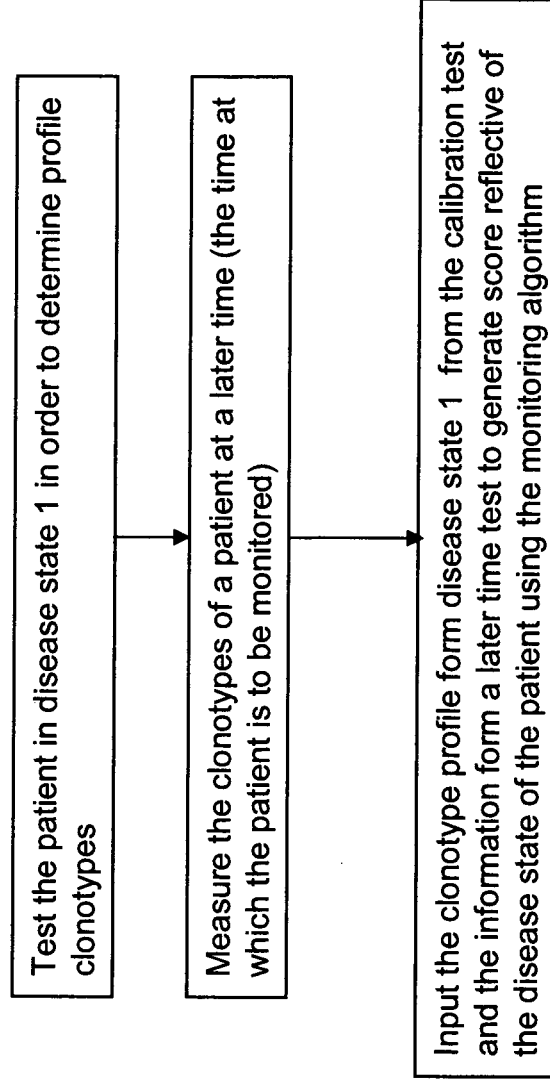 Test the patient in disease state 1 in order to determine profile
clonotypes
Measure the clonotypes of a patient at a later time (the time at
which the patient is to be monitored)
Input the clonotype profile form disease state 1 from the calibration test
and the information form a later time test to generate score reflective of
the disease state of the patient using the monitoring algorithm